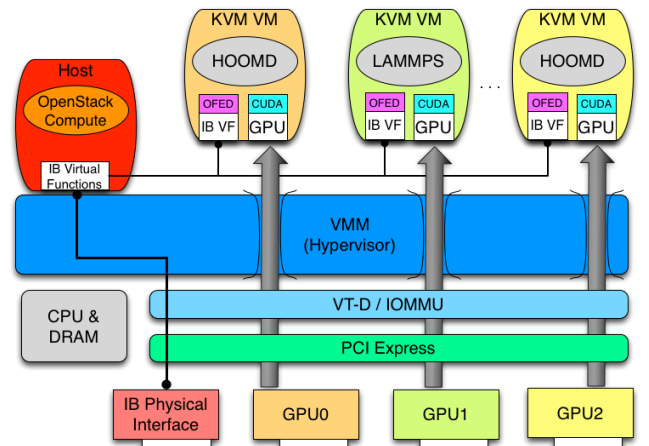 KVM VM
KVM VM
KVM VM
Host
HOOMD
LAMMPS
HOOMD
. . .
OpenStack
Compute
OFED
CUDA
OFED
CUDA
OFED
CUDA
IB VF
GPU
IB VF
GPU
IB VF
GPU
IB Virtual
Functions
VMM
(Hypervisor)
CPU &
DRAM
VT-D / IOMMU
PCI Express
IB Physical
Interface
GPU0
GPU1
GPU2